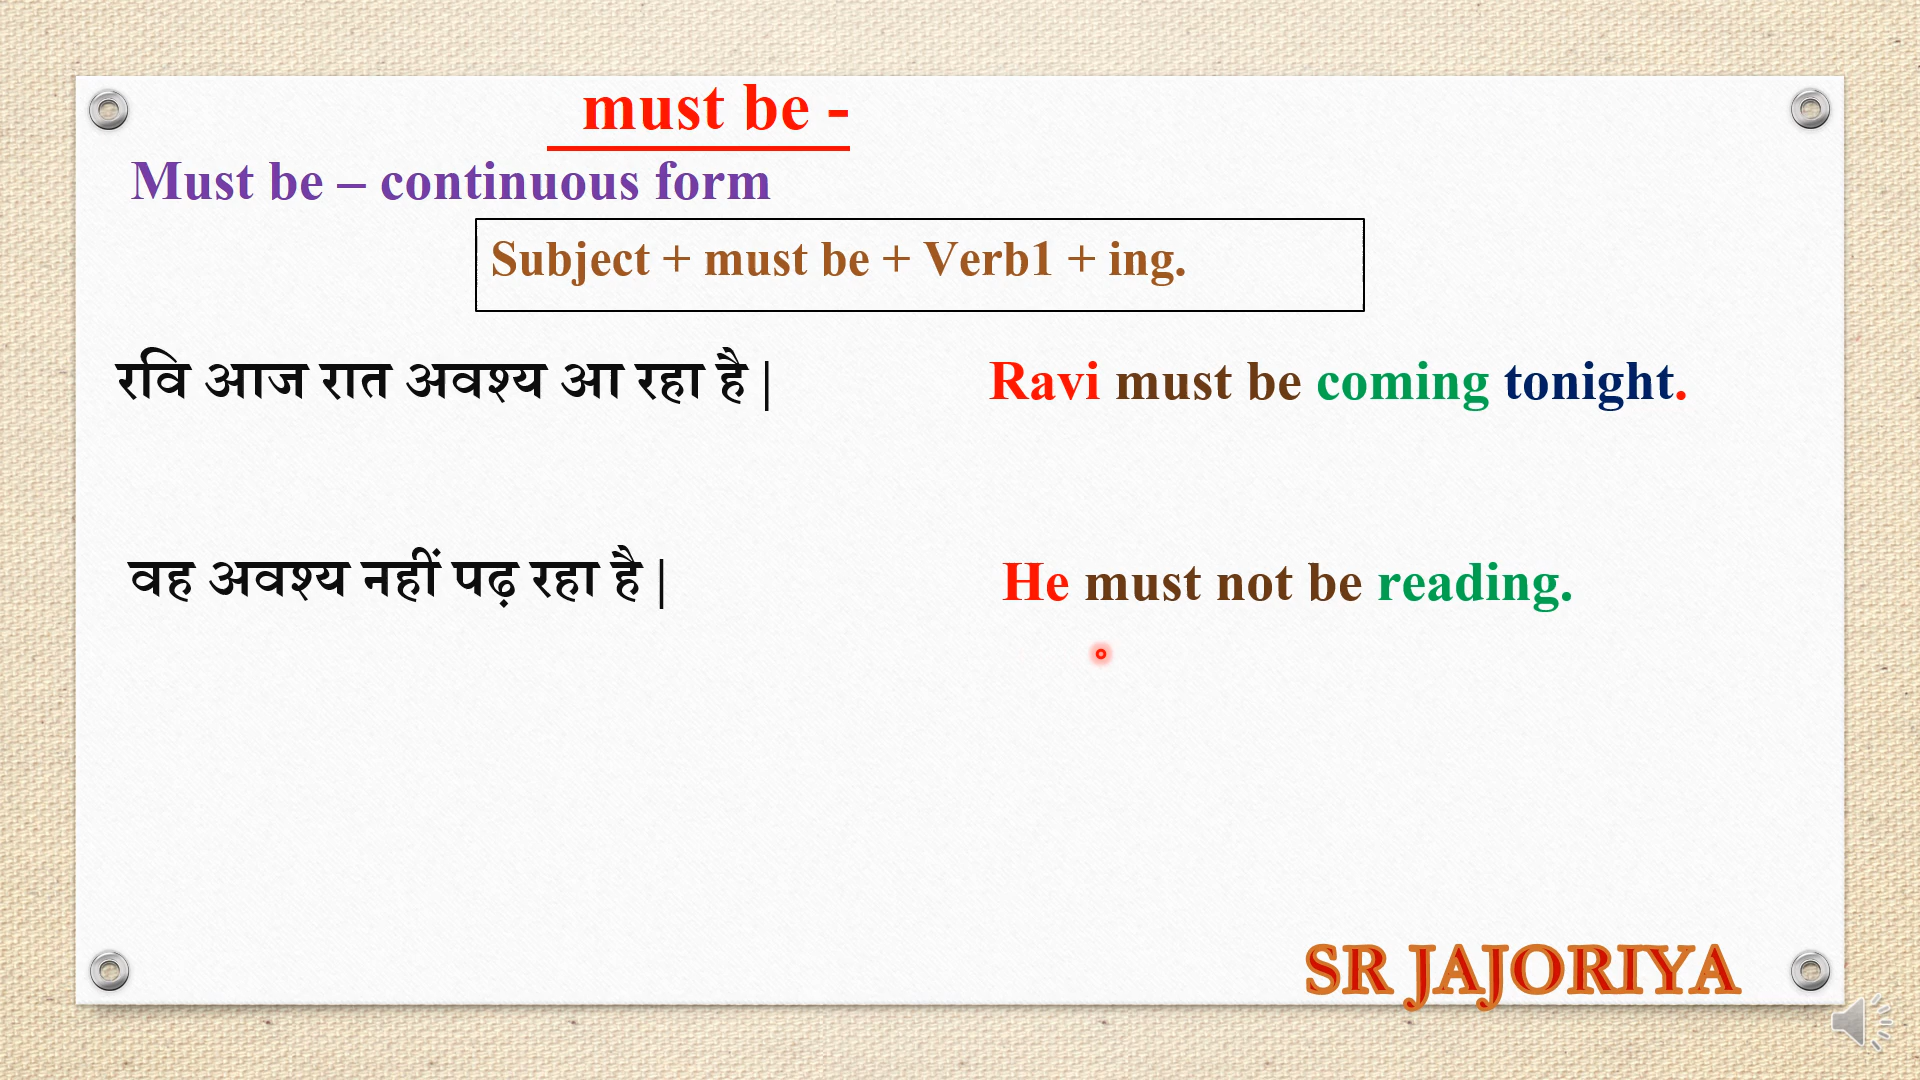 must be -
Must be – continuous form
Subject + must be + Verb1 + ing.
रवि आज रात अवश्य आ रहा है | Ravi must be coming tonight.
वह अवश्य नहीं पढ़ रहा है | He must not be reading.
SR JAJORIYA